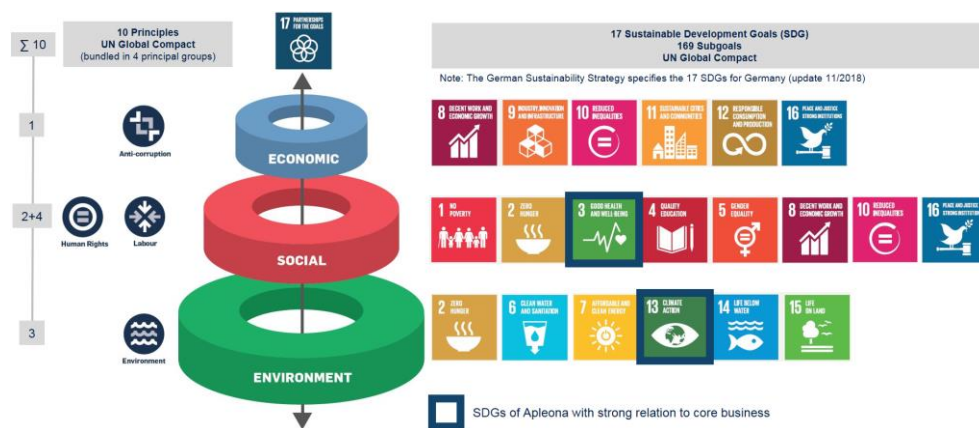 17 PARTNERSHIPS
FOR THE GOALS
∑ 10
10 Principles
UN Global Compact
(bundled in 4 principal groups)
17 Sustainable Development Goals (SDG)
169 Subgoals
UN Global Compact
Note: The German Sustainability Strategy specifies the 17 SDGs for Germany (update 11/2018)
1
Anti-corruption
ECONOMIC
8 DECENT WORK AND
ECONOMIC GROWTH
9 INDUSTRY, INNOVATION
AND INFRASTRUCTURE
10 REDUCED
INEQUALITIES
11 SUSTAINABLE CITIES
AND COMMUNITIES
12 RESPONSIBLE
CONSUMPTION
AND PRODUCTION
16 PEACE AND JUSTICE
STRONG INSTITUTIONS
2+4
Human Rights
Labour
SOCIAL
1 NO
POVERTY
2 ZERO
HUNGER
3 GOOD HEALTH
AND WELL-BEING
4 QUALITY
EDUCATION
5 GENDER
EQUALITY
8 DECENT WORK AND
ECONOMIC GROWTH
10 REDUCED
INEQUALITIES
16 PEACE AND JUSTICE
STRONG INSTITUTIONS
3
Environment
ENVIRONMENT
2 ZERO
HUNGER
6 CLEAN WATER
AND SANITATION
7 AFFORDABLE AND
CLEAN ENERGY
13 CLIMATE
ACTION
14 LIFE BELOW
WATER
15 LIFE
ON LAND
SDGs of Apleona with strong relation to core business